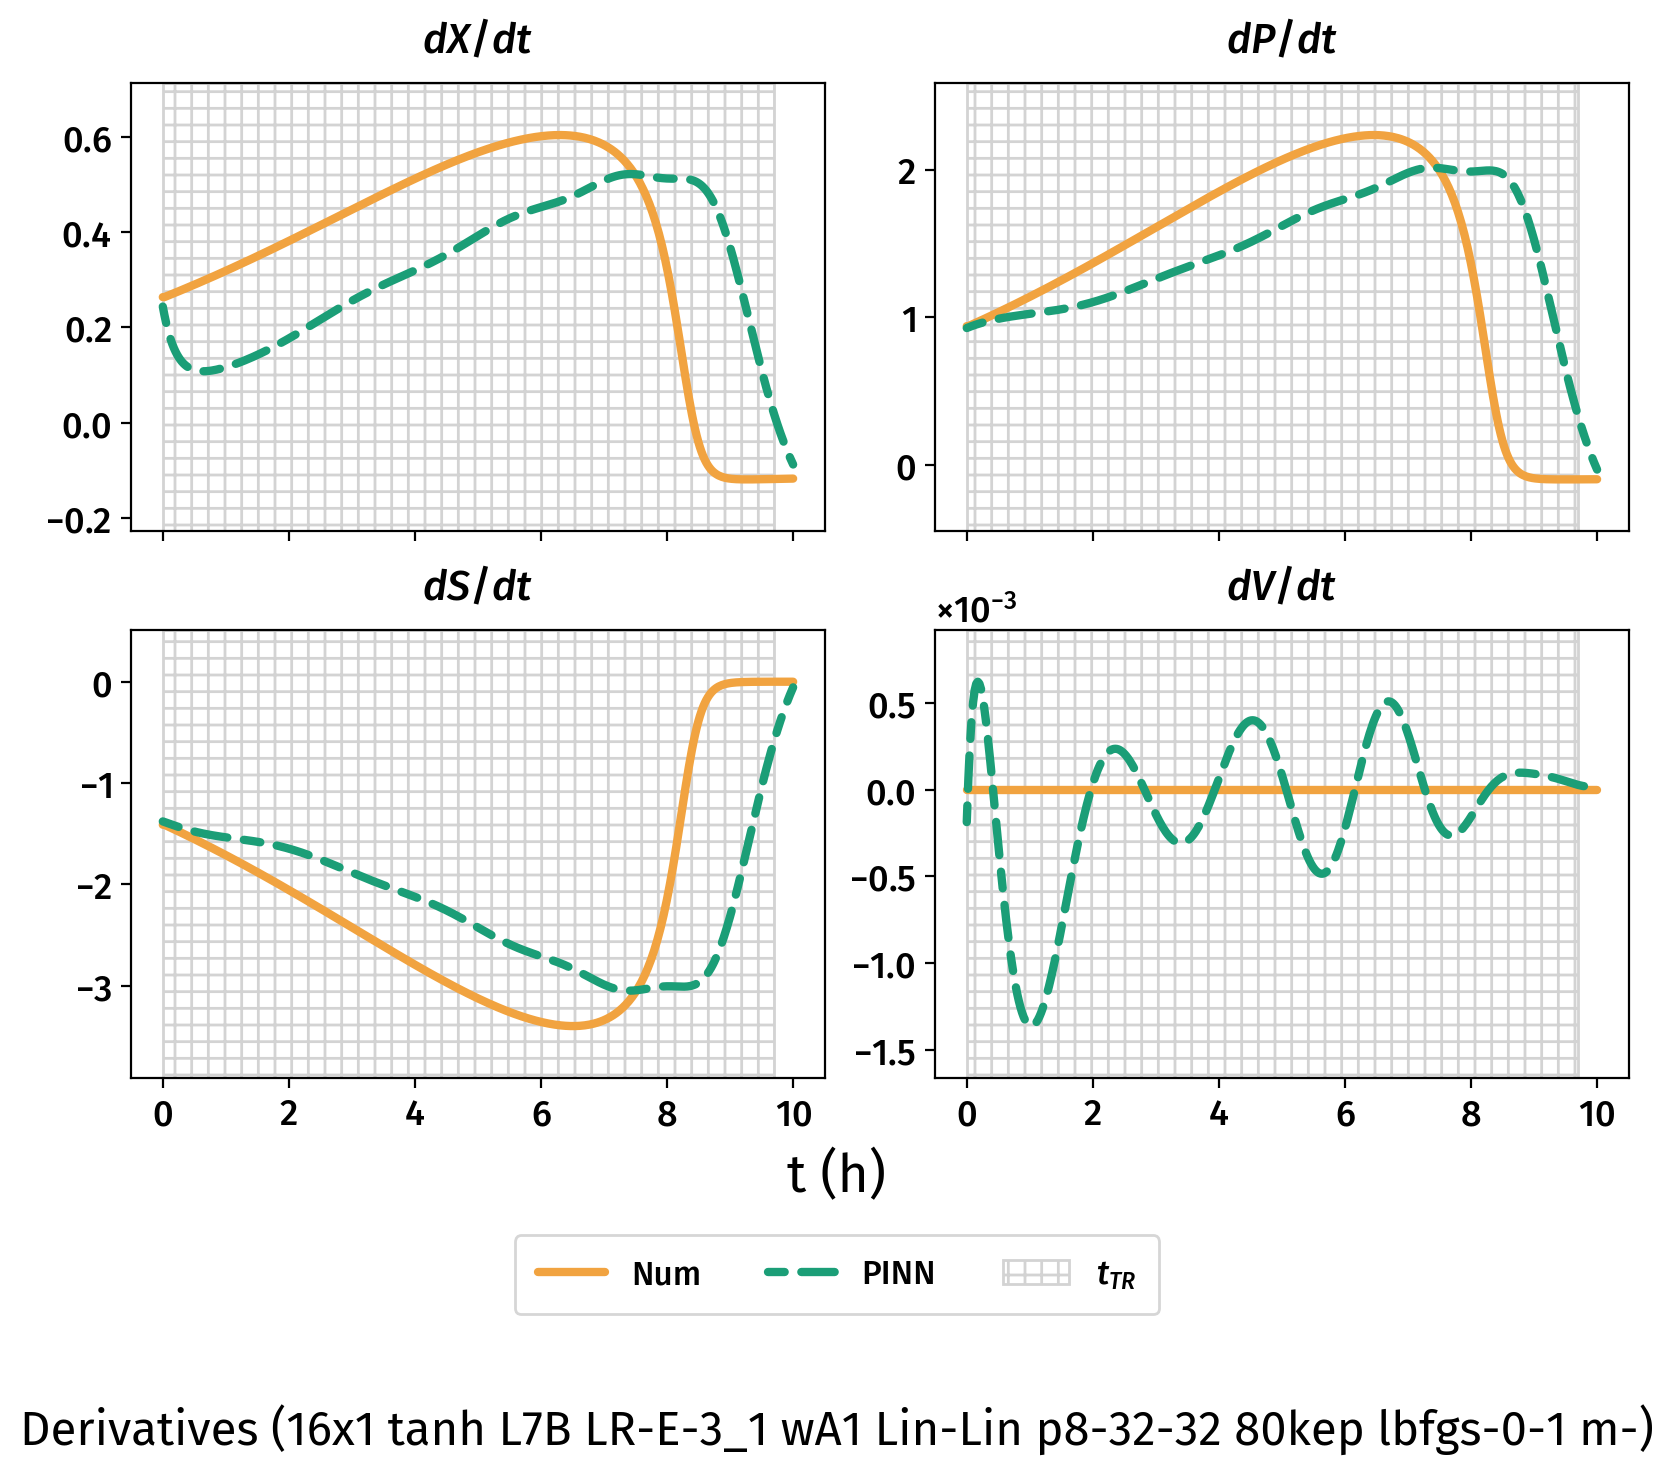 dX/dt
dP/dt
0.6
0.4
0.2
0.0
−0.2
2
1
0
dS/dt
dV/dt
×10⁻³
0
−1
−2
−3
0.5
0.0
−0.5
−1.0
−1.5
0 2 4 6 8 10
0 2 4 6 8 10
t (h)
Num PINN t_TR
Derivatives (16x1 tanh L7B LR-E-3_1 wA1 Lin-Lin p8-32-32 80kep lbfgs-0-1 m-)